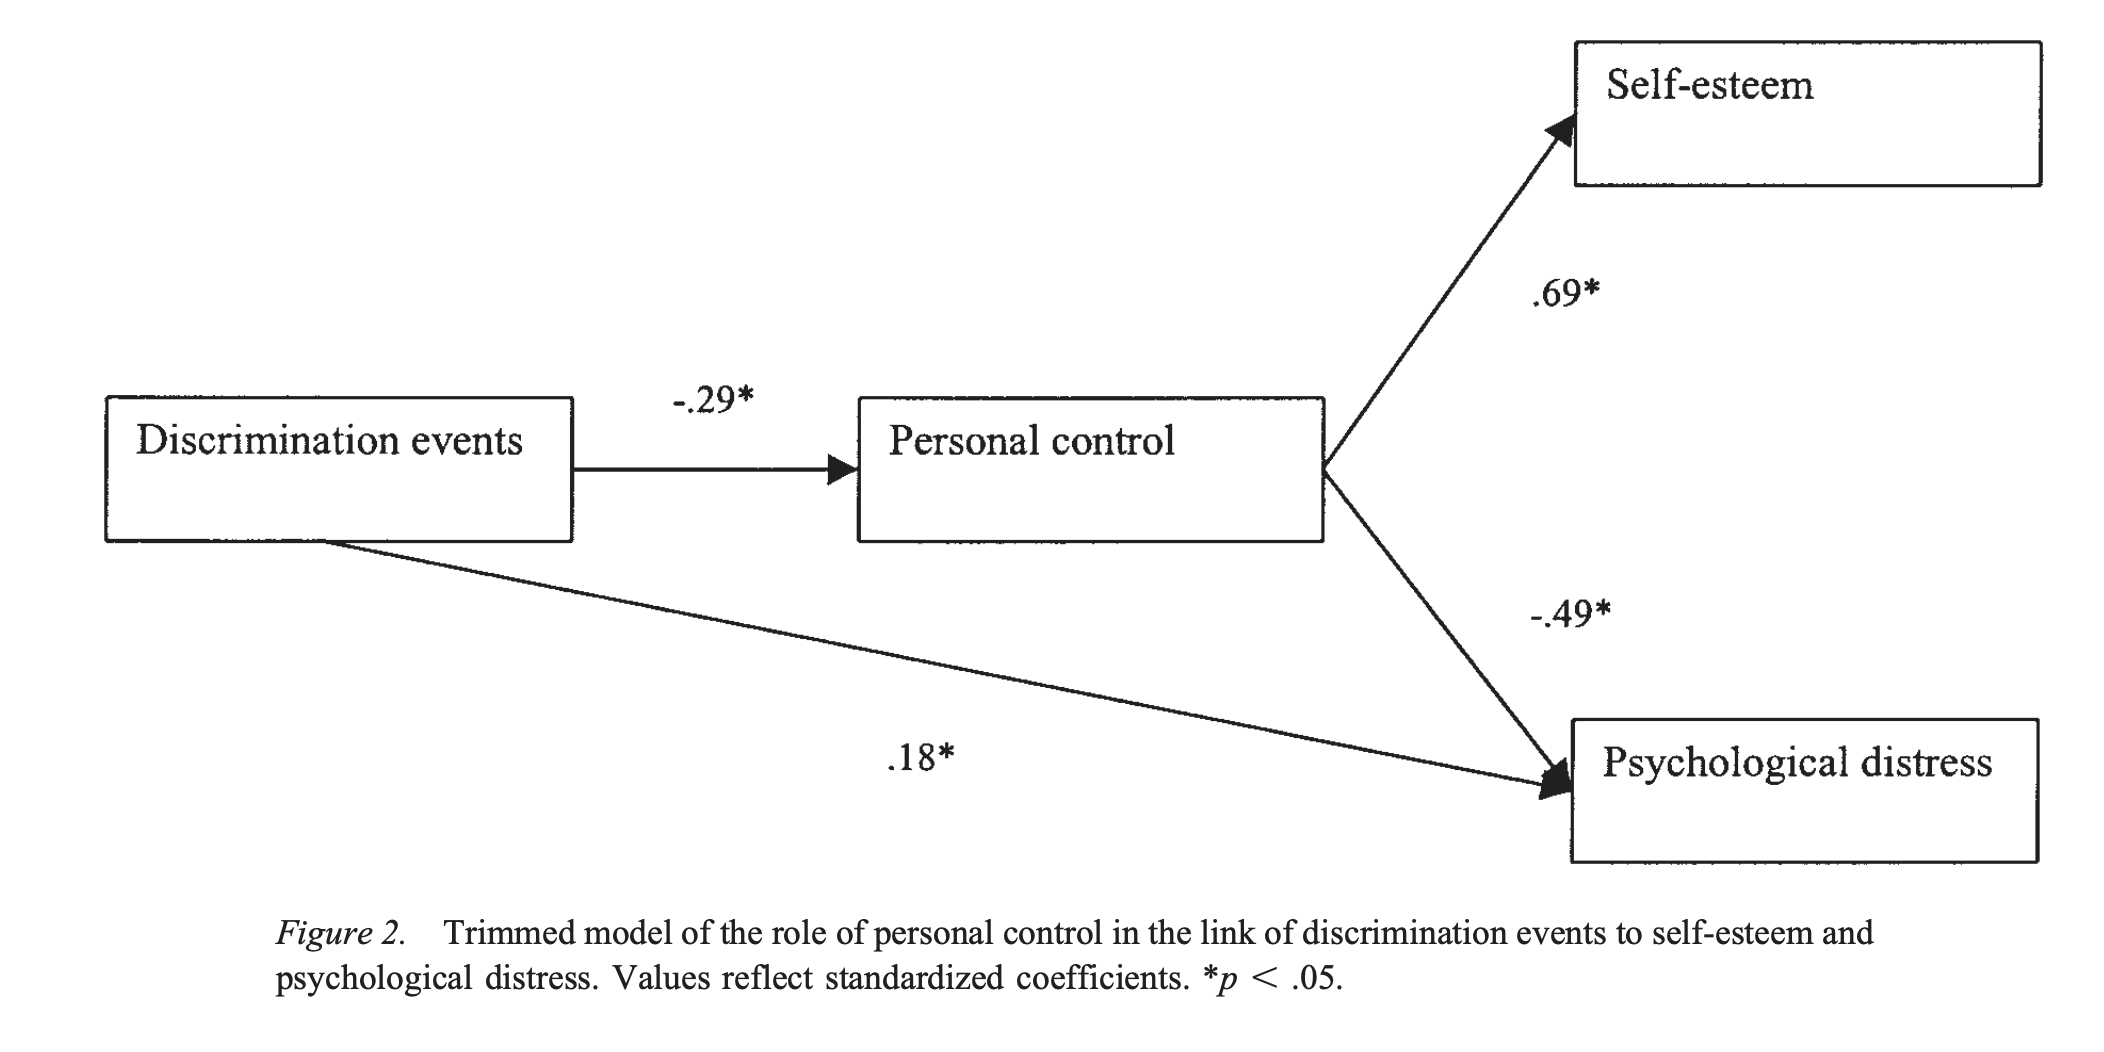 Self-esteem
.69*
-.29*
Discrimination events
Personal control
-.49*
.18*
Psychological distress
Figure 2. Trimmed model of the role of personal control in the link of discrimination events to self-esteem and
psychological distress. Values reflect standardized coefficients. *p < .05.